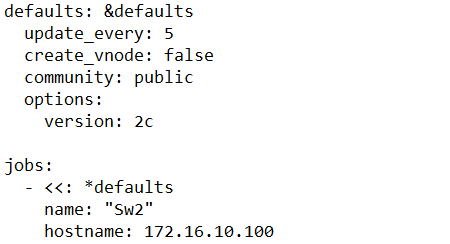 defaults: &defaults
  update_every: 5
  create_vnode: false
  community: public
  options:
    version: 2c

jobs:
  - <<: *defaults
    name: "Sw2"
    hostname: 172.16.10.100